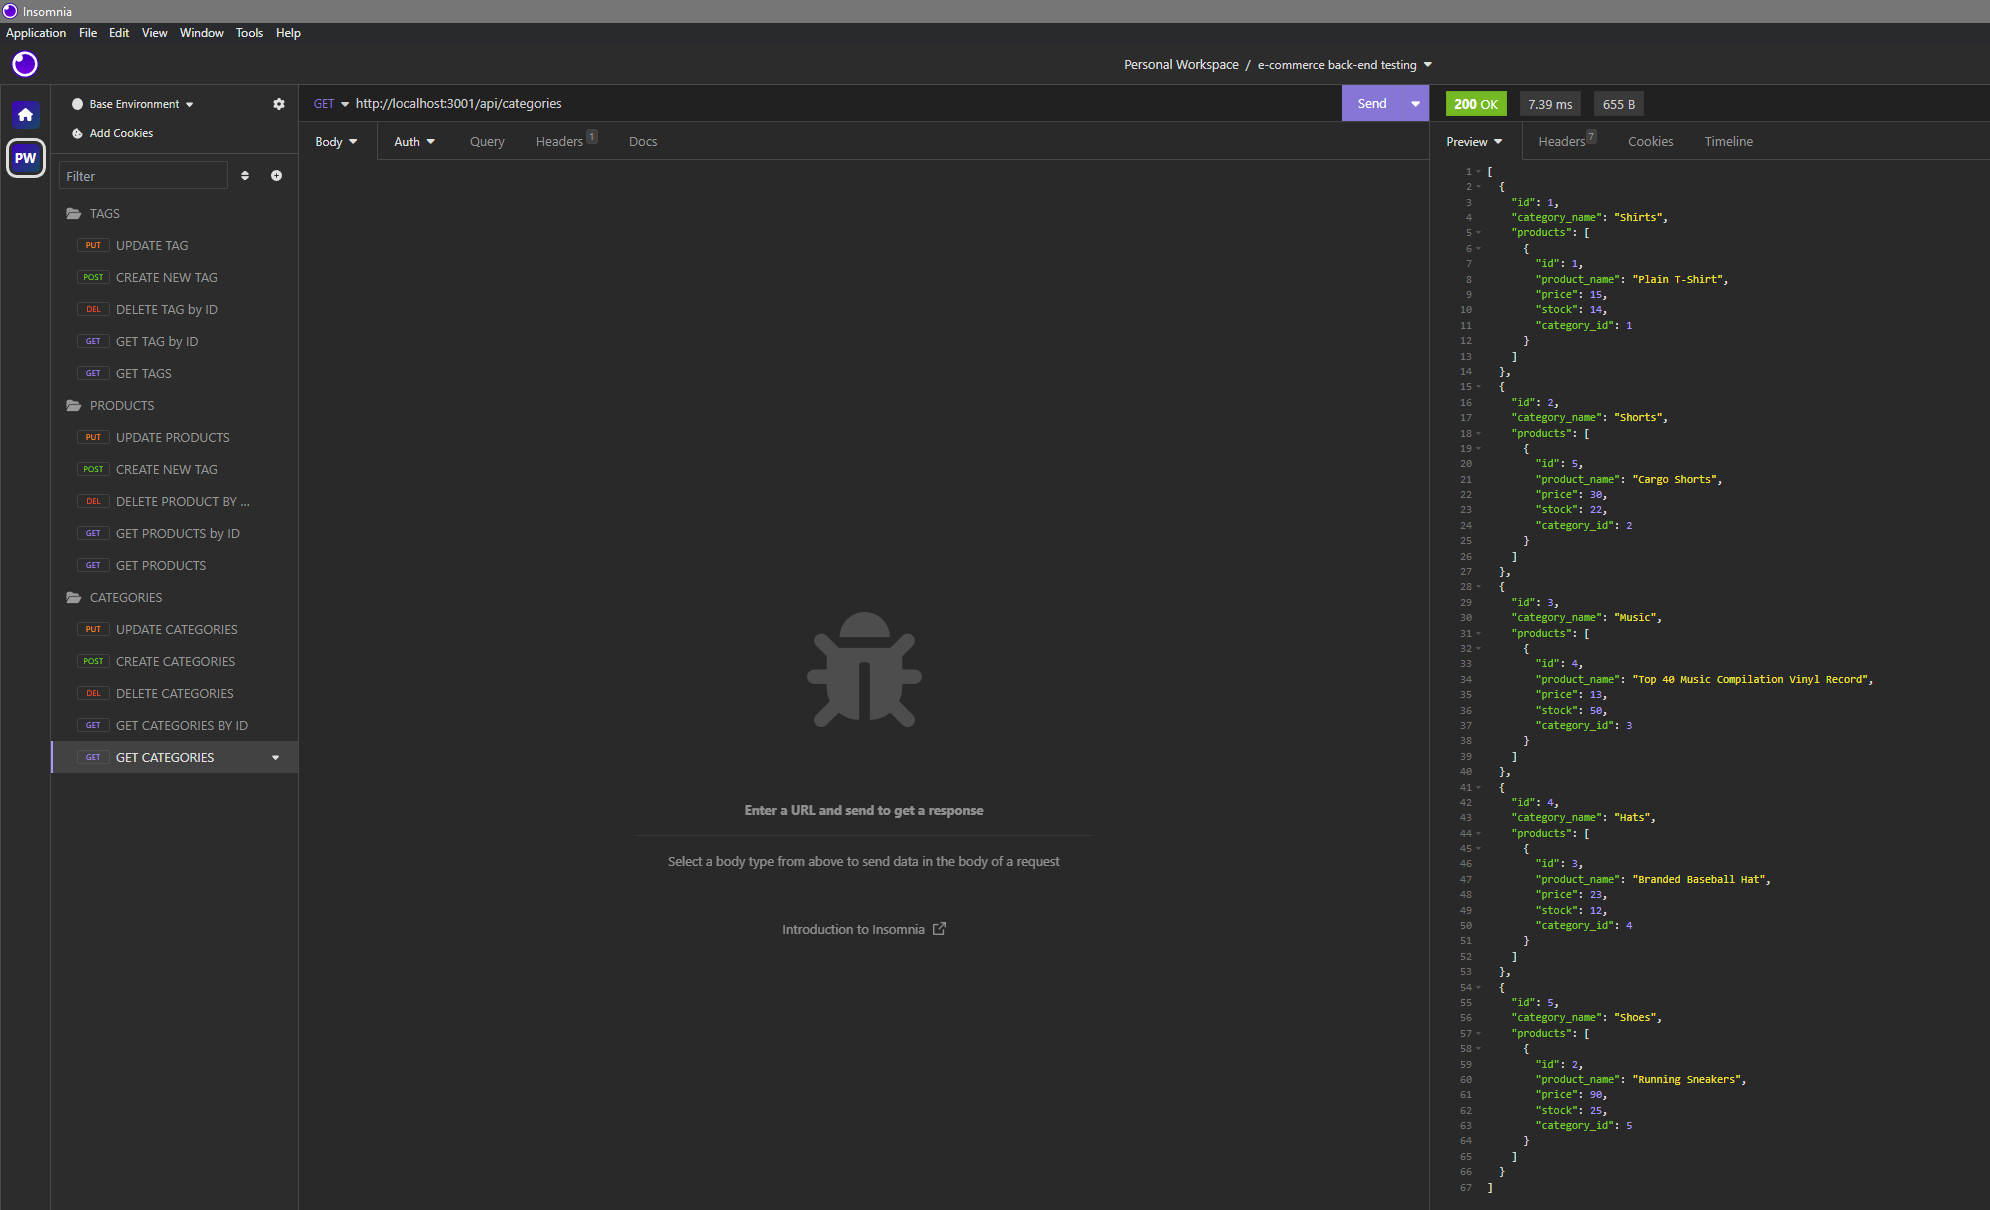 Insomnia
Application File Edit View Window Tools Help
Personal Workspace / e-commerce back-end testing
PW
Base Environment
Add Cookies
Filter
TAGS
PUT UPDATE TAG
POST CREATE NEW TAG
DEL DELETE TAG by ID
GET GET TAG by ID
GET GET TAGS
PRODUCTS
PUT UPDATE PRODUCTS
POST CREATE NEW TAG
DEL DELETE PRODUCT BY ...
GET GET PRODUCTS by ID
GET GET PRODUCTS
CATEGORIES
PUT UPDATE CATEGORIES
POST CREATE CATEGORIES
DEL DELETE CATEGORIES
GET GET CATEGORIES BY ID
GET GET CATEGORIES
GET http://localhost:3001/api/categories Send
Body Auth Query Headers 1 Docs
Enter a URL and send to get a response
Select a body type from above to send data in the body of a request
Introduction to Insomnia
200 OK 7.39 ms 655 B
Preview Headers 7 Cookies Timeline
1 [
2 {
3 "id": 1,
4 "category_name": "Shirts",
5 "products": [
6 {
7 "id": 1,
8 "product_name": "Plain T-Shirt",
9 "price": 15,
10 "stock": 14,
11 "category_id": 1
12 }
13 ]
14 },
15 {
16 "id": 2,
17 "category_name": "Shorts",
18 "products": [
19 {
20 "id": 5,
21 "product_name": "Cargo Shorts",
22 "price": 30,
23 "stock": 22,
24 "category_id": 2
25 }
26 ]
27 },
28 {
29 "id": 3,
30 "category_name": "Music",
31 "products": [
32 {
33 "id": 4,
34 "product_name": "Top 40 Music Compilation Vinyl Record",
35 "price": 13,
36 "stock": 50,
37 "category_id": 3
38 }
39 ]
40 },
41 {
42 "id": 4,
43 "category_name": "Hats",
44 "products": [
45 {
46 "id": 3,
47 "product_name": "Branded Baseball Hat",
48 "price": 23,
49 "stock": 12,
50 "category_id": 4
51 }
52 ]
53 },
54 {
55 "id": 5,
56 "category_name": "Shoes",
57 "products": [
58 {
59 "id": 2,
60 "product_name": "Running Sneakers",
61 "price": 90,
62 "stock": 25,
63 "category_id": 5
64 }
65 ]
66 }
67 ]